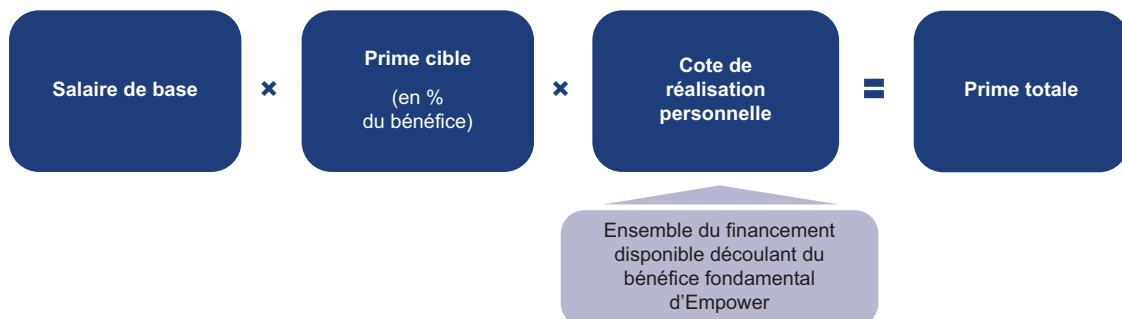 Salaire de base
×
Prime cible
(en %
du bénéfice)
×
Cote de
réalisation
personnelle
=
Prime totale
Ensemble du financement
disponible découlant du
bénéfice fondamental
d’Empower